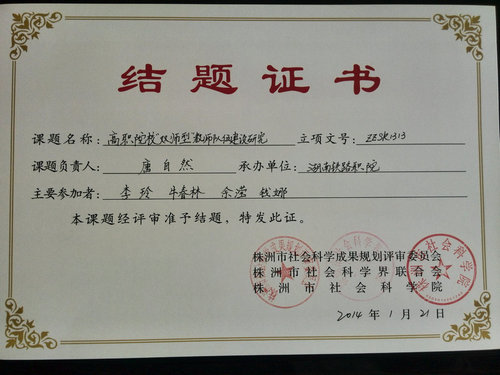 结题证书
课题名称：高职院校“双师型”教师队伍建设研究 立项文号：ZZSK1313
课题负责人：唐自然 承办单位：湖南铁路职院
主要参加者：李玲 牛春林 余滢 钱娜
本课题经评审准予结题，特发此证。
株洲市社会科学成果规划评审委员会
株洲市社会科学界联合会
株洲市社会科学院
2014年1月21日